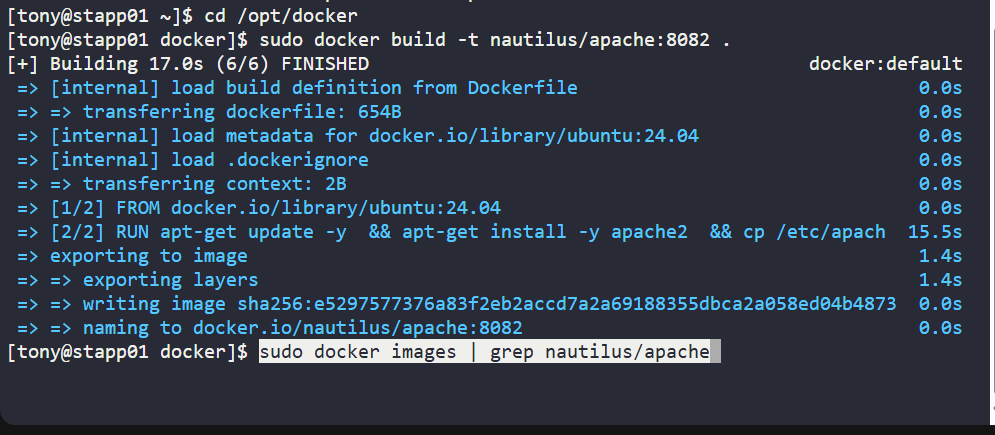 [tony@stapp01 ~]$ cd /opt/docker
[tony@stapp01 docker]$ sudo docker build -t nautilus/apache:8082 .
[+] Building 17.0s (6/6) FINISHED docker:default
=> [internal] load build definition from Dockerfile 0.0s
=> => transferring dockerfile: 654B 0.0s
=> [internal] load metadata for docker.io/library/ubuntu:24.04 0.0s
=> [internal] load .dockerignore 0.0s
=> => transferring context: 2B 0.0s
=> [1/2] FROM docker.io/library/ubuntu:24.04 0.0s
=> [2/2] RUN apt-get update -y  && apt-get install -y apache2  && cp /etc/apach 15.5s
=> exporting to image 1.4s
=> => exporting layers 1.4s
=> => writing image sha256:e5297577376a83f2eb2accd7a2a69188355dbca2a058ed04b4873 0.0s
=> => naming to docker.io/nautilus/apache:8082 0.0s
[tony@stapp01 docker]$ sudo docker images | grep nautilus/apache